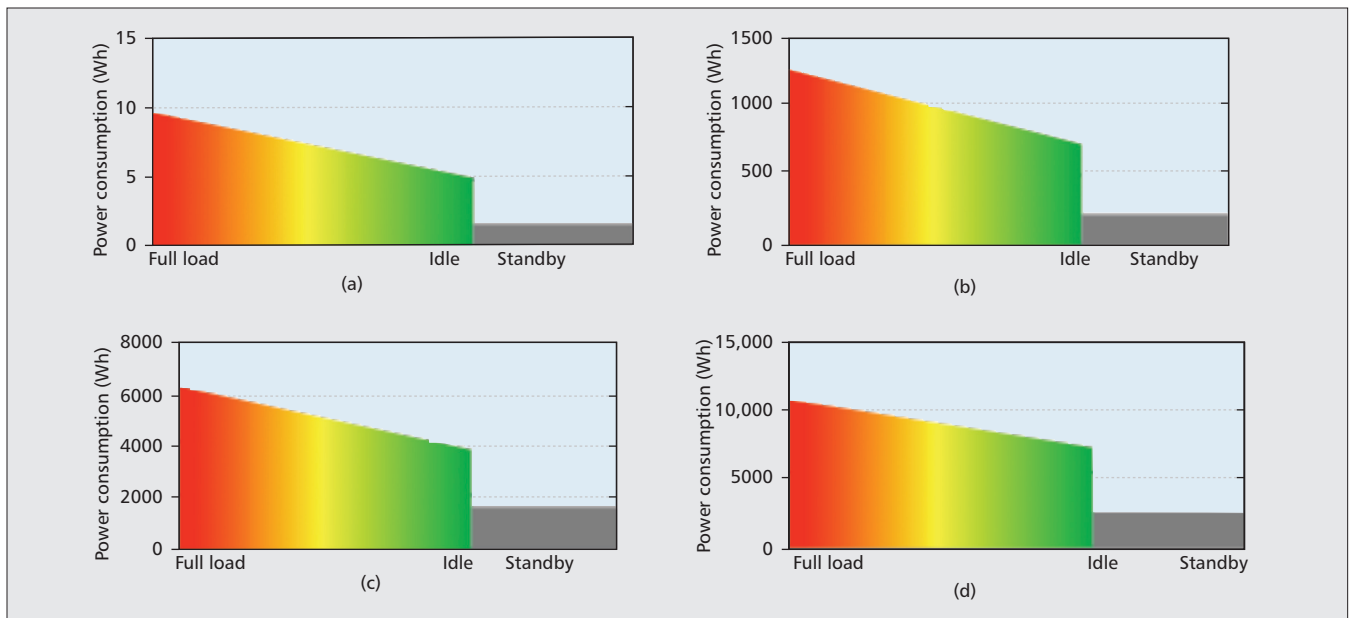 Power consumption (Wh)
15
10
5
0
Full load Idle Standby
(a)
Power consumption (Wh)
1500
1000
500
0
Full load Idle Standby
(b)
Power consumption (Wh)
8000
6000
4000
2000
0
Full load Idle Standby
(c)
Power consumption (Wh)
15,000
10,000
5000
0
Full load Idle Standby
(d)